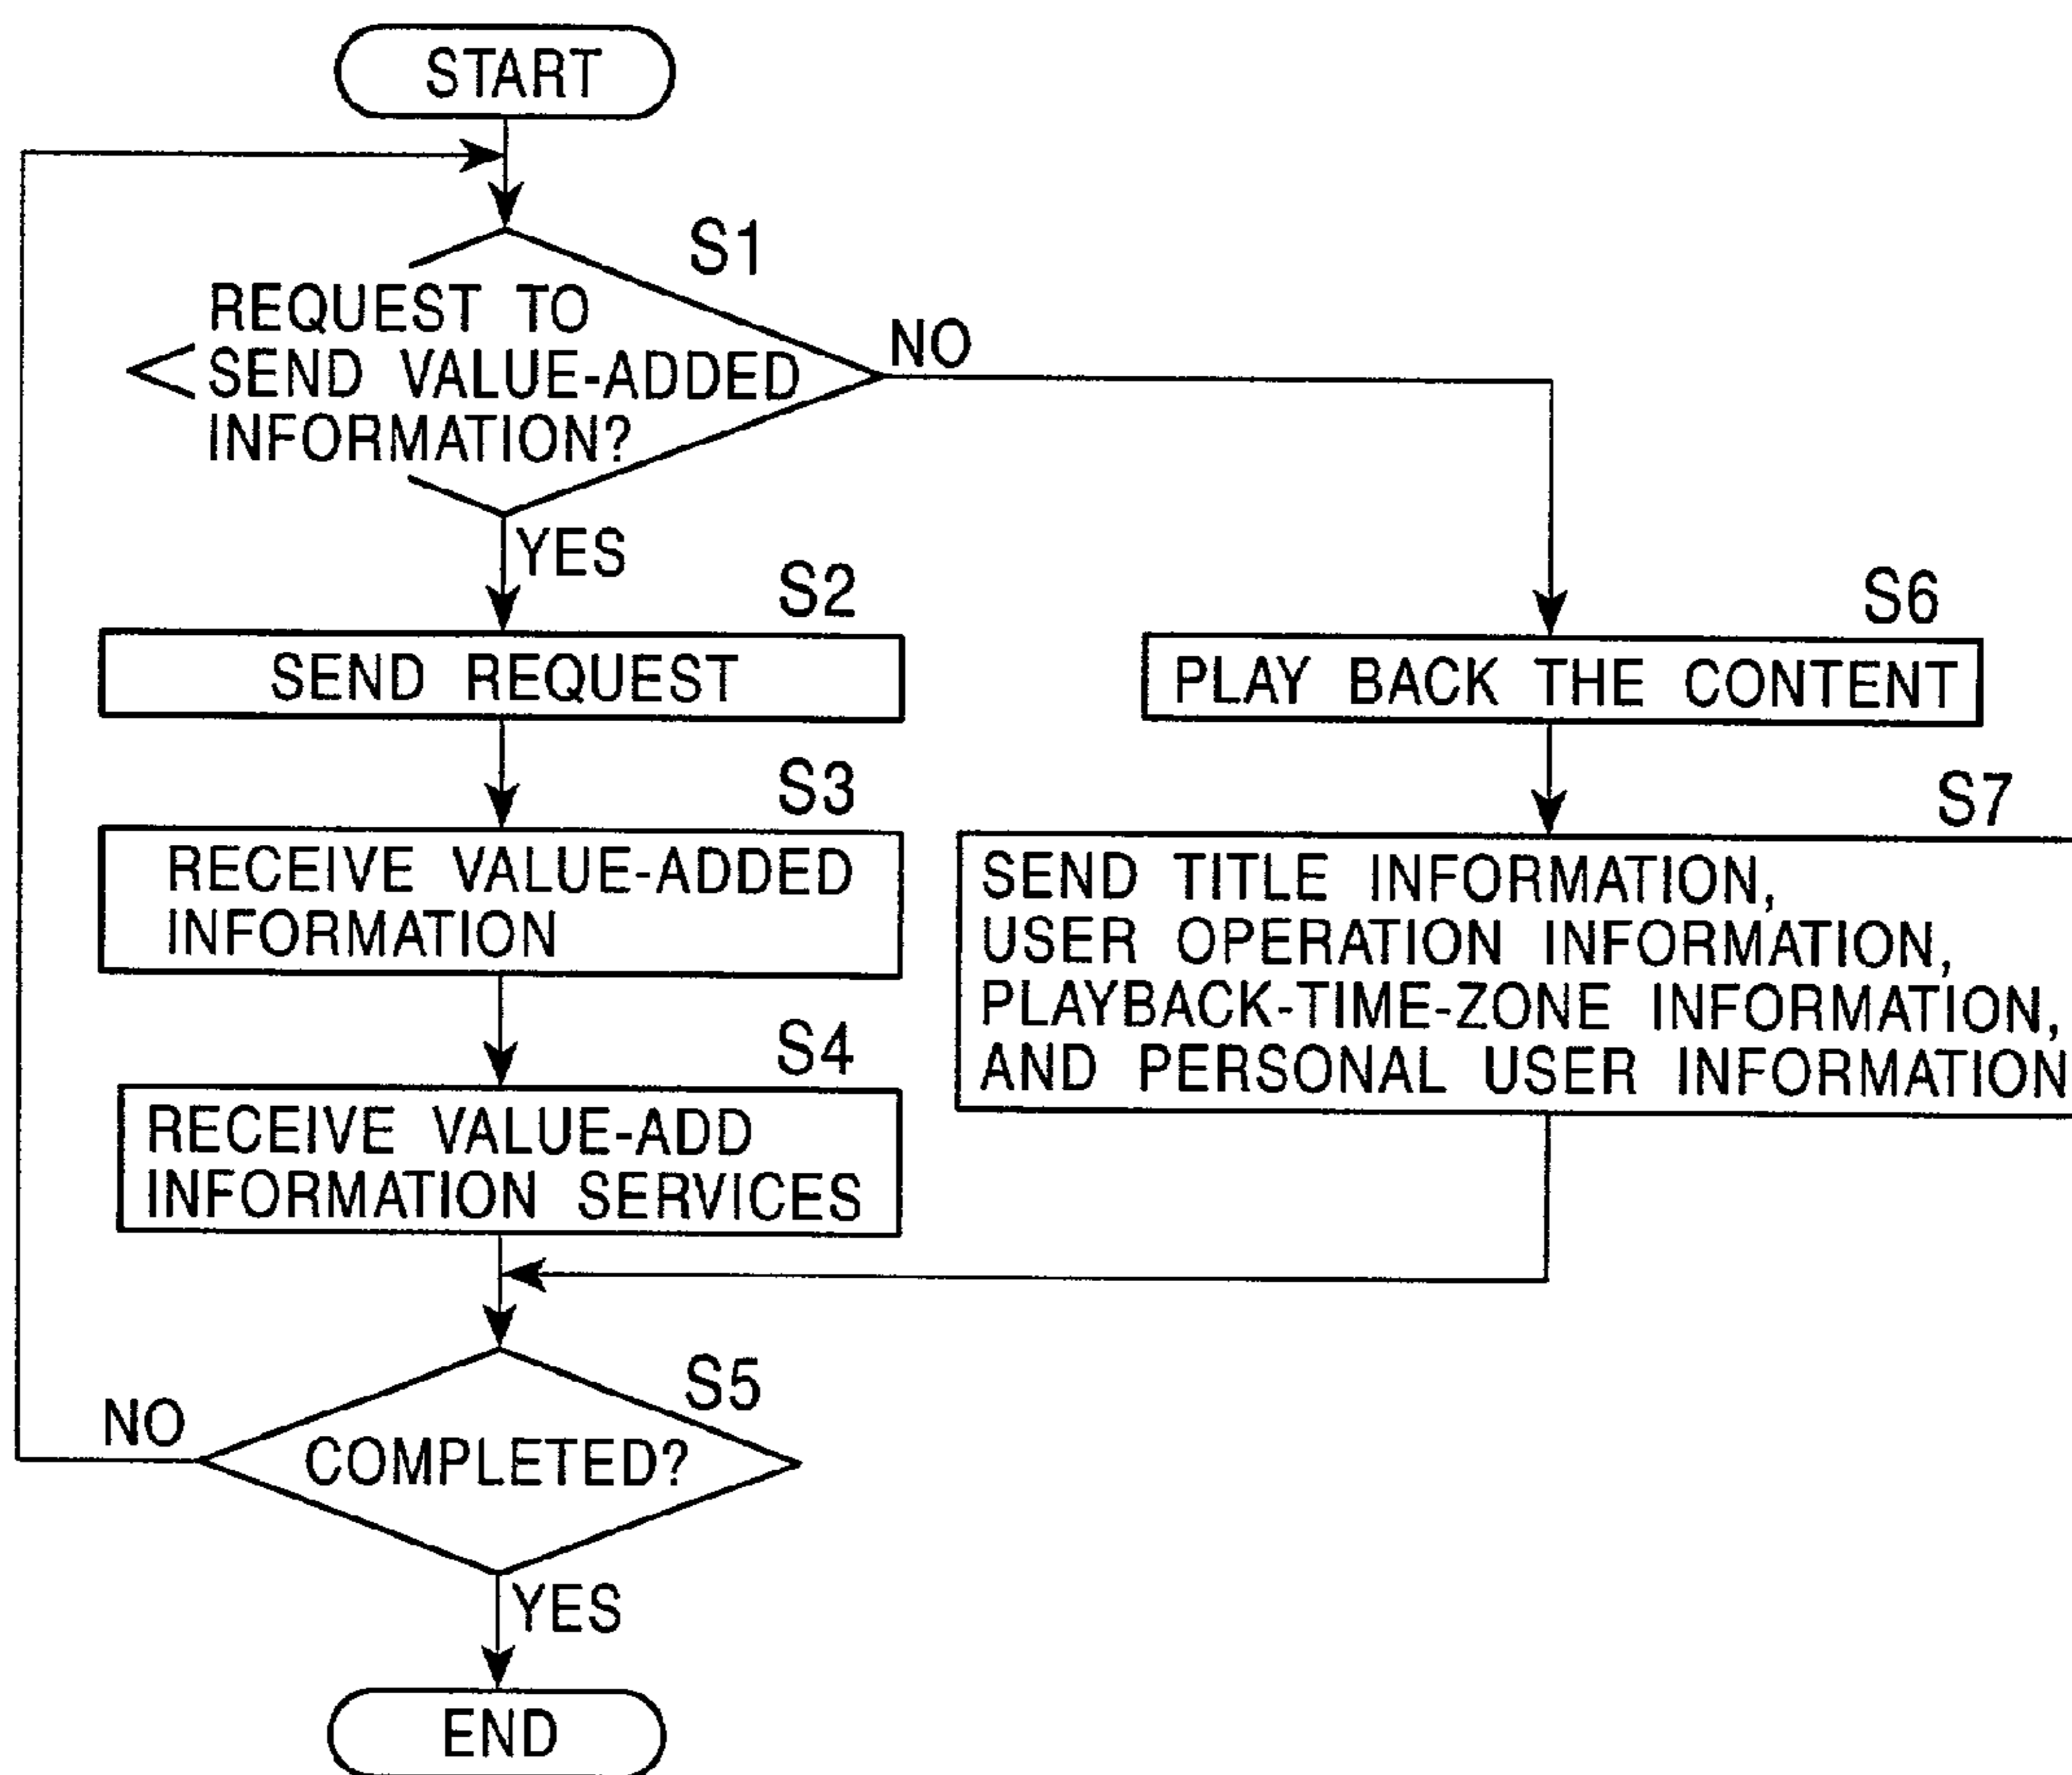 START
S1
REQUEST TO
SEND VALUE-ADDED
INFORMATION?
NO
YES
S2
SEND REQUEST
S3
RECEIVE VALUE-ADDED
INFORMATION
S4
RECEIVE VALUE-ADD
INFORMATION SERVICES
S6
PLAY BACK THE CONTENT
S7
SEND TITLE INFORMATION,
USER OPERATION INFORMATION,
PLAYBACK-TIME-ZONE INFORMATION,
AND PERSONAL USER INFORMATION
S5
COMPLETED?
NO
YES
END